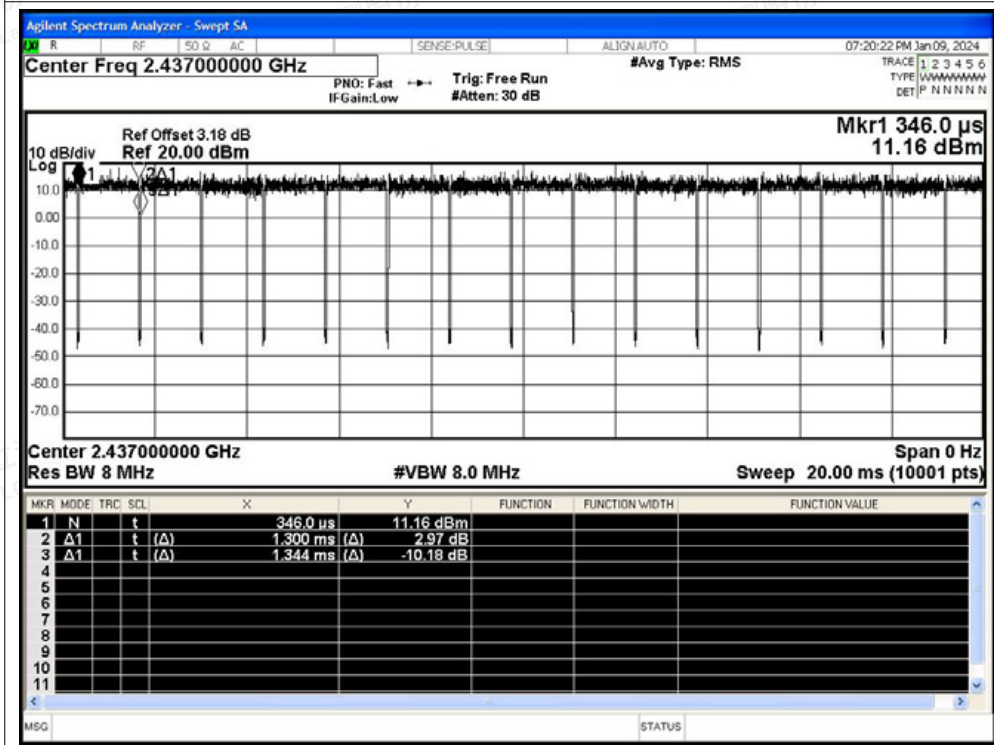 Agilent Spectrum Analyzer - Swept SA
R RF 50 Ω AC SENSE:PULSE ALIGN AUTO 07:20:22 PM Jan 09, 2024
Center Freq 2.437000000 GHz #Avg Type: RMS TRACE 1 2 3 4 5 6
PNO: Fast Trig: Free Run TYPE WWWWWW
IFGain:Low #Atten: 30 dB DET P N N N N N
Mkr1 346.0 µs
Ref Offset 3.18 dB
10 dB/div Ref 20.00 dBm 11.16 dBm
Log
1 2Δ1
3Δ1
10.0
0.00
-10.0
-20.0
-30.0
-40.0
-50.0
-60.0
-70.0
Center 2.437000000 GHz Span 0 Hz
Res BW 8 MHz #VBW 8.0 MHz Sweep 20.00 ms (10001 pts)
MKR MODE TRC SCL X Y FUNCTION FUNCTION WIDTH FUNCTION VALUE
1 N t 346.0 µs 11.16 dBm
2 Δ1 t (Δ) 1.300 ms (Δ) 2.97 dB
3 Δ1 t (Δ) 1.344 ms (Δ) -10.18 dB
4
5
6
7
8
9
10
11
MSG STATUS